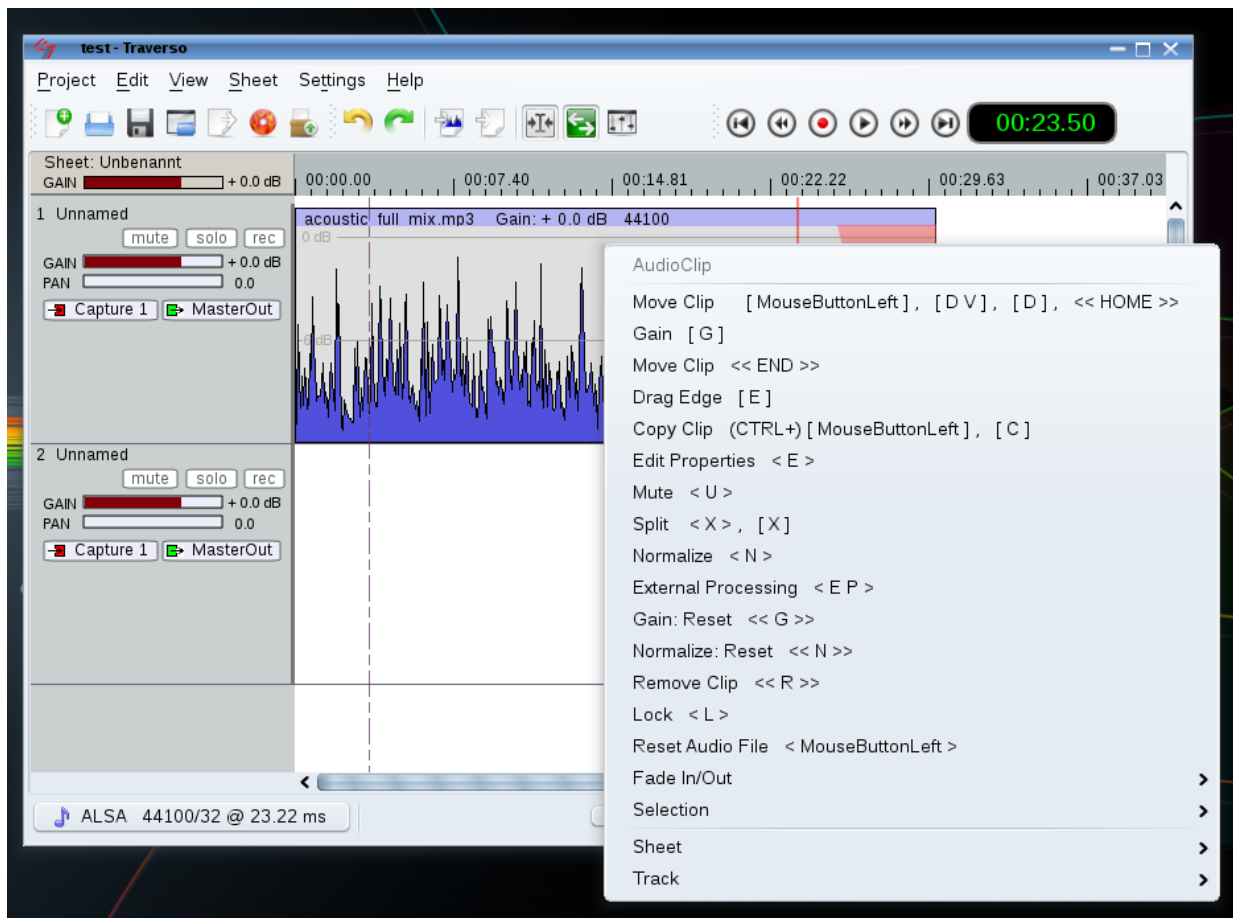 test - Traverso
Project Edit View Sheet Settings Help
00:23.50
Sheet: Unbenannt
GAIN + 0.0 dB
00:00.00 00:07.40 00:14.81 00:22.22 00:29.63 00:37.03
1 Unnamed
mute solo rec
GAIN + 0.0 dB
PAN 0.0
Capture 1 MasterOut
acoustic_full_mix.mp3 Gain: + 0.0 dB 44100
0 dB
-6 dB
2 Unnamed
mute solo rec
GAIN + 0.0 dB
PAN 0.0
Capture 1 MasterOut
ALSA 44100/32 @ 23.22 ms
AudioClip
Move Clip [ MouseButtonLeft ] , [ D V ] , [ D ] , << HOME >>
Gain [ G ]
Move Clip << END >>
Drag Edge [ E ]
Copy Clip (CTRL+) [ MouseButtonLeft ] , [ C ]
Edit Properties < E >
Mute < U >
Split < X > , [ X ]
Normalize < N >
External Processing < E P >
Gain: Reset << G >>
Normalize: Reset << N >>
Remove Clip << R >>
Lock < L >
Reset Audio File < MouseButtonLeft >
Fade In/Out
Selection
Sheet
Track